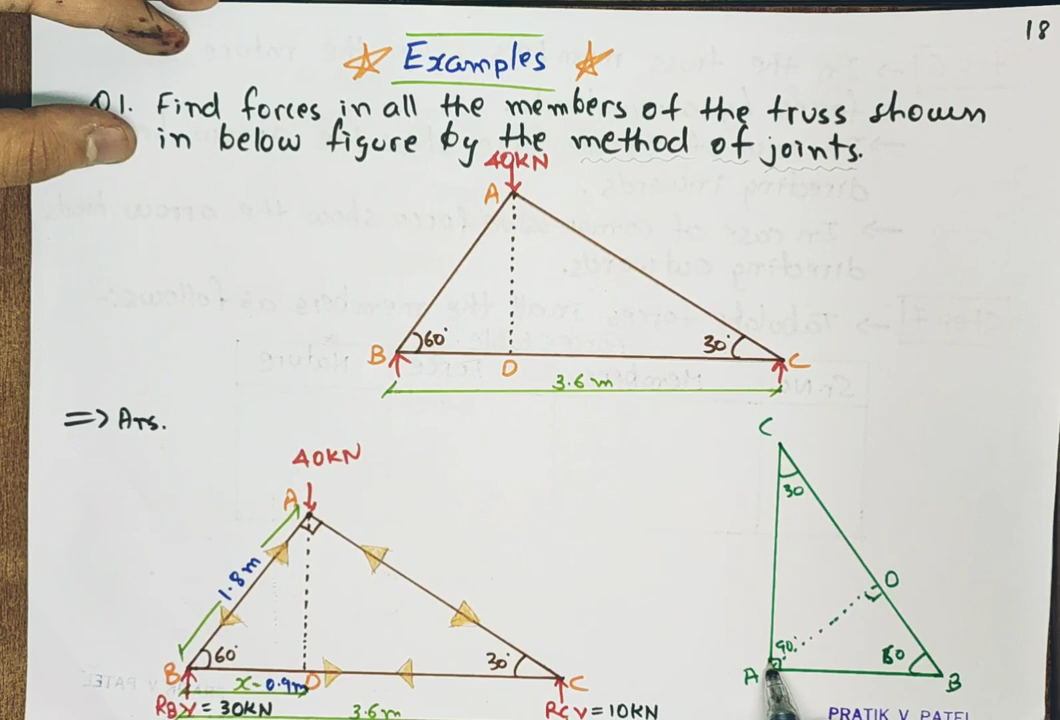 18
Examples
Q1. Find forces in all the members of the truss shown
in below figure by the method of joints.
40KN
A
B
60°
D
30°
C
3.6 m
=> Ans.
40KN
A
1.8m
B
60
x-0.9m
D
30
C
RBV = 30KN
3.6m
RCV = 10KN
C
30
D
90°
60
A
B
PRATIK V PATEL